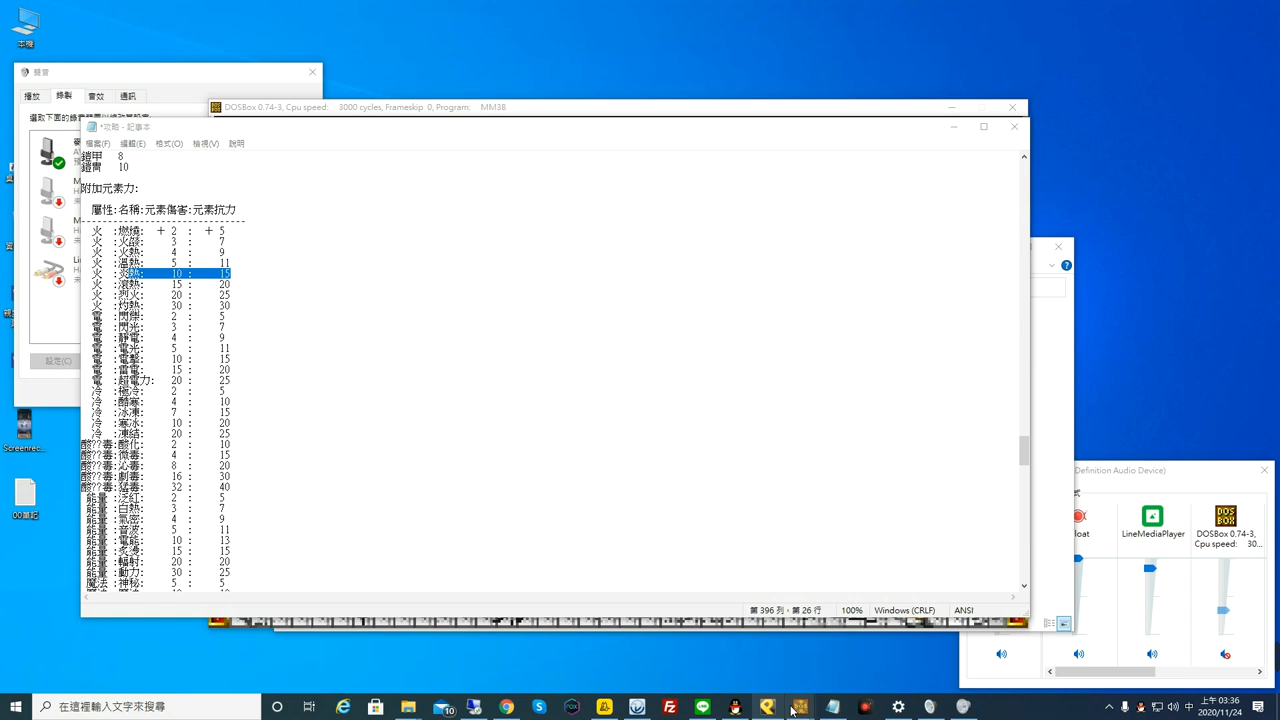 本機
聲音
播放
錄製
音效
通訊
DOSBox 0.74-3, Cpu speed: 3000 cycles, Frameskip 0, Program: MM3B
*攻略 - 記事本
檔案(F)
編輯(E)
格式(O)
檢視(V)
說明
鎧甲 8
鎧冑 10
附加元素力:
屬性:名稱:元素傷害:元素抗力
-----------------------------
火 :燃燒: ＋ 2 : ＋ 5
火 :火燄: 3 : 7
火 :火熱: 4 : 9
火 :溫熱: 5 : 11
火 :炎熱: 10 : 15
火 :滾熱: 15 : 20
火 :烈火: 20 : 25
火 :灼熱: 30 : 30
電 :閃爍: 2 : 5
電 :閃光: 3 : 7
電 :靜電: 4 : 9
電 :電光: 5 : 11
電 :電擊: 10 : 15
電 :雷電: 15 : 20
電 :超電力: 20 : 25
冷 :極冷: 2 : 5
冷 :酷寒: 4 : 10
冷 :冰凍: 7 : 15
冷 :寒冰: 10 : 20
冷 :凍結: 20 : 25
酸??毒:酸化: 2 : 10
酸??毒:微毒: 4 : 15
酸??毒:沁毒: 8 : 20
酸??毒:劇毒: 16 : 30
酸??毒:猛毒: 32 : 40
能量 :泛紅: 2 : 5
能量 :白熱: 3 : 7
能量 :氣密: 4 : 9
能量 :音波: 5 : 11
能量 :電能: 10 : 13
能量 :炙燙: 15 : 15
能量 :輻射: 20 : 20
能量 :動力: 30 : 25
魔法 :神秘: 5 : 5
設定(C)
第 396 列，第 26 行
100%
Windows (CRLF)
ANSI
Screenrec...
00筆記
Definition Audio Device)
LineMediaPlayer
DOSBox 0.74-3,
Cpu speed: 30...
在這裡輸入文字來搜尋
上午 03:36
2020/11/24